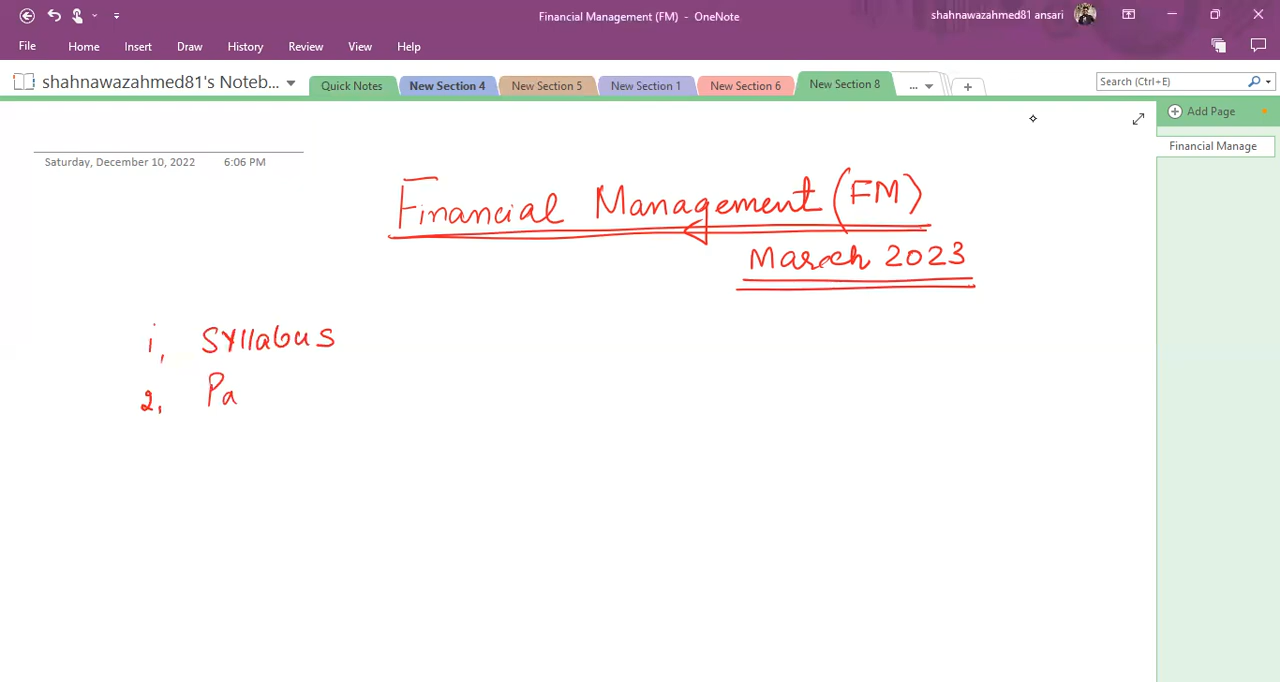 Financial Management (FM) - OneNote
shahnawazahmed81 ansari
File Home Insert Draw History Review View Help
shahnawazahmed81's Noteb... Quick Notes New Section 4 New Section 5 New Section 1 New Section 6 New Section 8 ... + Search (Ctrl+E)
Add Page
Financial Manage
Saturday, December 10, 2022 6:06 PM
Financial Management (FM)
March 2023
i, Syllabus
2, Pa